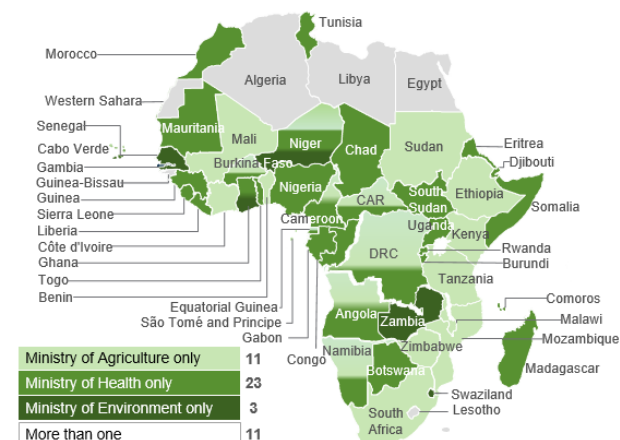 Tunisia
Morocco
Algeria
Libya
Egypt
Western Sahara
Senegal
Mauritania
Mali
Niger
Chad
Sudan
Eritrea
Cabo Verde
Djibouti
Gambia
Burkina Faso
Guinea-Bissau
Nigeria
South
Sudan
Ethiopia
Guinea
CAR
Somalia
Sierra Leone
Cameroon
Uganda
Kenya
Liberia
Côte d'Ivoire
DRC
Rwanda
Ghana
Burundi
Togo
Tanzania
Benin
Equatorial Guinea
Comoros
São Tomé and Principe
Angola
Zambia
Malawi
Gabon
Mozambique
Congo
Namibia
Zimbabwe
Botswana
Madagascar
Swaziland
South
Africa
Lesotho
Ministry of Agriculture only 11
Ministry of Health only 23
Ministry of Environment only 3
More than one 11